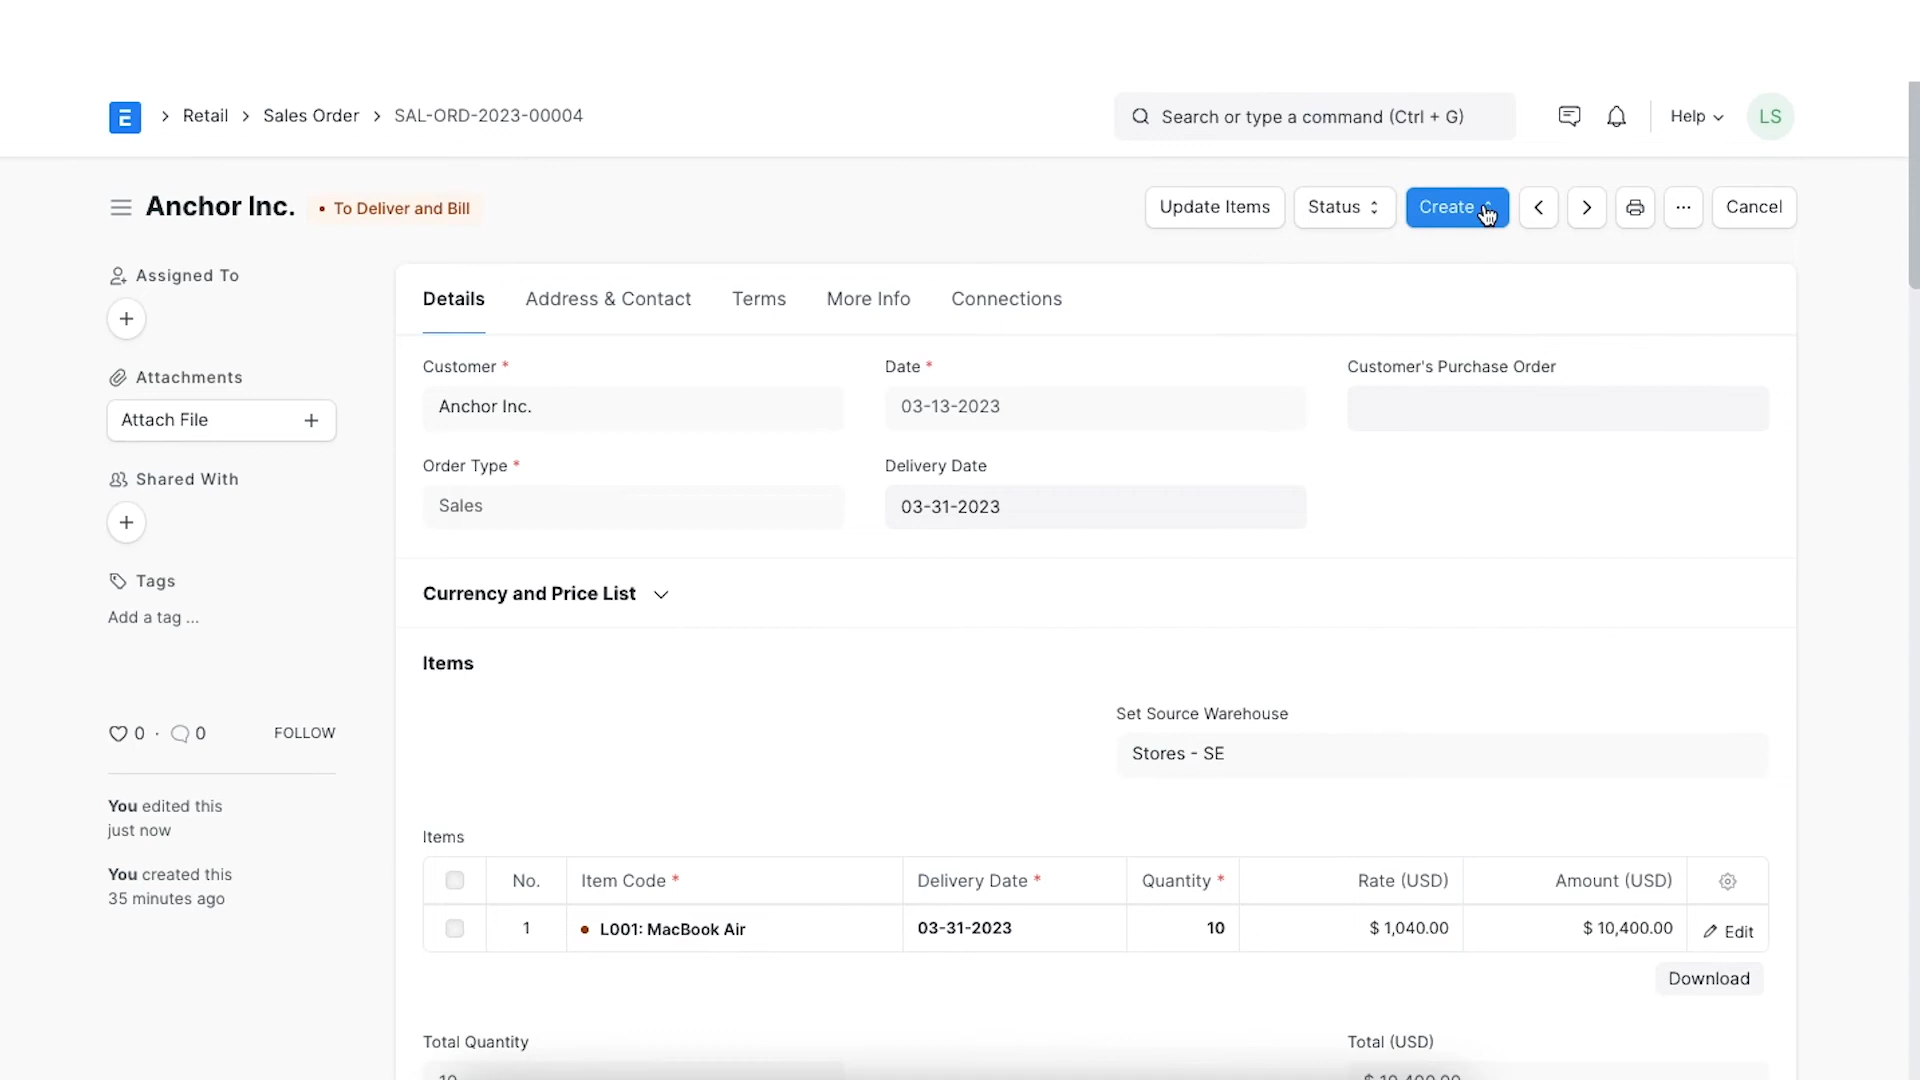 E > Retail > Sales Order > SAL-ORD-2023-00004
Search or type a command (Ctrl + G)
Help
LS
Anchor Inc.
• To Deliver and Bill
Update Items
Status
Create
...
Cancel
Assigned To
+
Attachments
Attach File +
Shared With
+
Tags
Add a tag ...
0 · 0 FOLLOW
You edited this
just now
You created this
35 minutes ago
Details Address & Contact Terms More Info Connections
Customer * Date * Customer's Purchase Order
Anchor Inc. 03-13-2023
Order Type * Delivery Date
Sales 03-31-2023
Currency and Price List
Items
Set Source Warehouse
Stores - SE
Items
No. Item Code * Delivery Date * Quantity * Rate (USD) Amount (USD)
1 • L001: MacBook Air 03-31-2023 10 $ 1,040.00 $ 10,400.00 Edit
Download
Total Quantity Total (USD)
10 $ 10,400.00